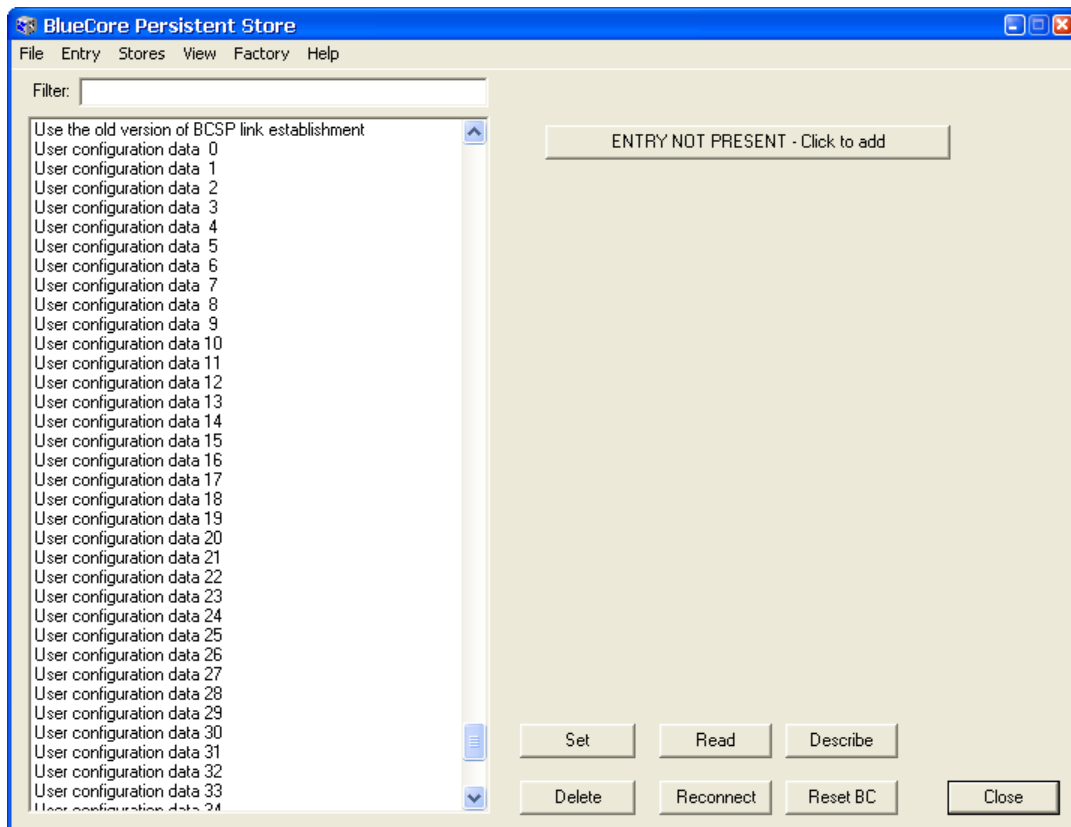 BlueCore Persistent Store
File Entry Stores View Factory Help
Filter:
Use the old version of BCSP link establishment
User configuration data 0
User configuration data 1
User configuration data 2
User configuration data 3
User configuration data 4
User configuration data 5
User configuration data 6
User configuration data 7
User configuration data 8
User configuration data 9
User configuration data 10
User configuration data 11
User configuration data 12
User configuration data 13
User configuration data 14
User configuration data 15
User configuration data 16
User configuration data 17
User configuration data 18
User configuration data 19
User configuration data 20
User configuration data 21
User configuration data 22
User configuration data 23
User configuration data 24
User configuration data 25
User configuration data 26
User configuration data 27
User configuration data 28
User configuration data 29
User configuration data 30
User configuration data 31
User configuration data 32
User configuration data 33
User configuration data 34
ENTRY NOT PRESENT - Click to add
Set Read Describe
Delete Reconnect Reset BC Close